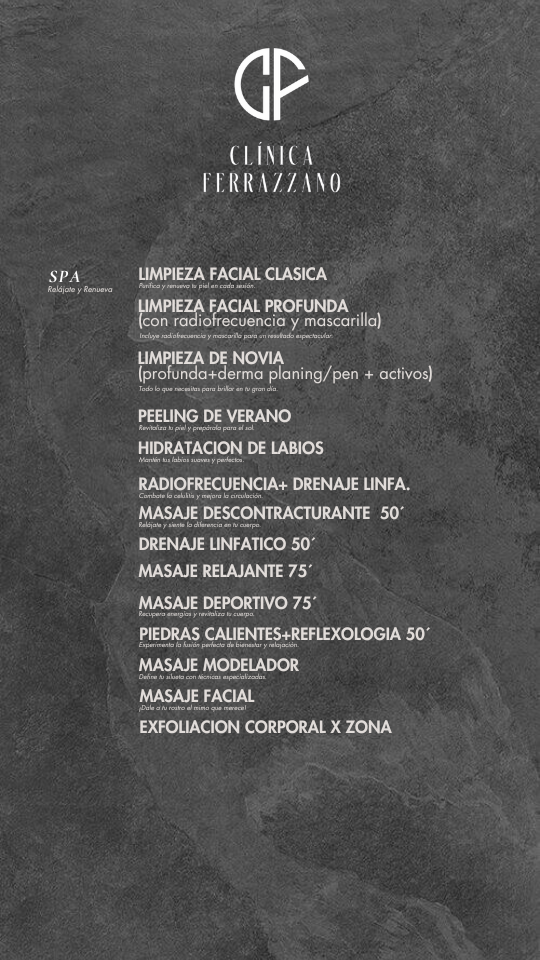 CF
CLÍNICA
FERRAZZANO
SPA
Relájate y Renueva
LIMPIEZA FACIAL CLASICA
Purifica y renueva tu piel en cada sesión.
LIMPIEZA FACIAL PROFUNDA
(con radiofrecuencia y mascarilla)
Incluye radiofrecuencia y mascarilla para un resultado espectacular.
LIMPIEZA DE NOVIA
(profunda+derma planing/pen + activos)
Todo lo que necesitas para brillar en tu gran día.
PEELING DE VERANO
Revitaliza tu piel y prepárala para el sol.
HIDRATACION DE LABIOS
Mantén tus labios suaves y perfectos.
RADIOFRECUENCIA+ DRENAJE LINFA.
Combate la celulitis y mejora la circulación.
MASAJE DESCONTRACTURANTE 50´
Relájate y siente la diferencia en tu cuerpo.
DRENAJE LINFATICO 50´
MASAJE RELAJANTE 75´
MASAJE DEPORTIVO 75´
Recupera energías y revitaliza tu cuerpo.
PIEDRAS CALIENTES+REFLEXOLOGIA 50´
Experimenta la fusión perfecta de bienestar y relajación.
MASAJE MODELADOR
Define tu silueta con técnicas especializadas.
MASAJE FACIAL
¡Dale a tu rostro el mimo que merece!
EXFOLIACION CORPORAL X ZONA